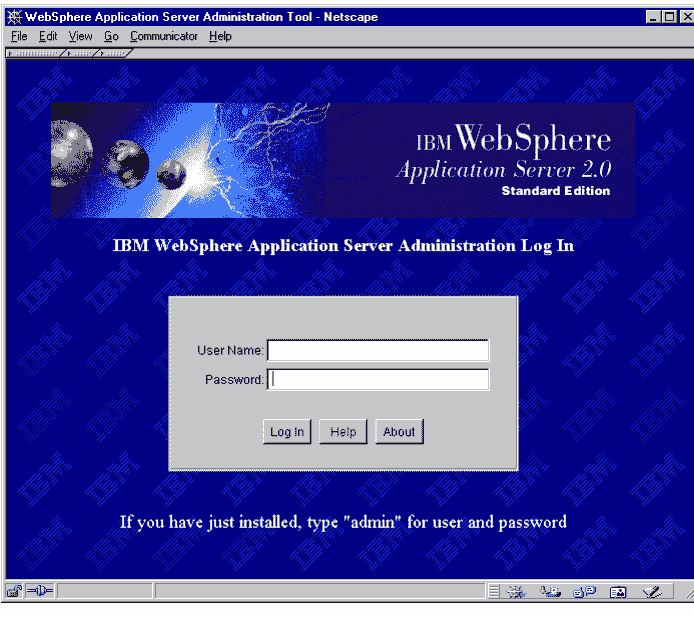 WebSphere Application Server Administration Tool - Netscape
File Edit View Go Communicator Help
IBM WebSphere
Application Server 2.0
Standard Edition
IBM WebSphere Application Server Administration Log In
User Name:
Password:
Log In Help About
If you have just installed, type "admin" for user and password